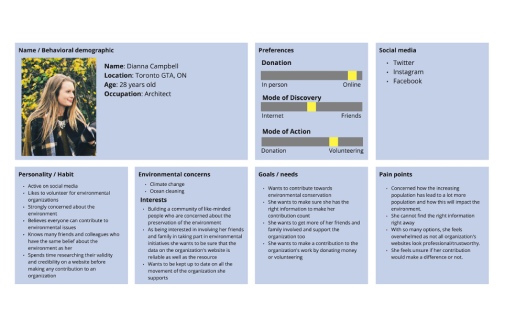 Name / Behavioral demographic
Name: Dianna Campbell
Location: Toronto GTA, ON
Age: 28 years old
Occupation: Architect
Preferences
Donation
In person Online
Mode of Discovery
Internet Friends
Mode of Action
Donation Volunteering
Social media
• Twitter
• Instagram
• Facebook
Personality / Habit
• Active on social media
• Likes to volunteer for environmental
organizations
• Strongly concerned about the
environment
• Believes everyone can contribute to
environmental issues
• Knows many friends and colleagues who
have the same belief about the
environment as her
• Spends time researching their validity
and credibility on a website before
making any contribution to an
organization
Environmental concerns
• Climate change
• Ocean cleaning
Interests
• Building a community of like-minded
people who are concerned about the
preservation of the environment
• As being interested in involving her friends
and family in taking part in environmental
initiatives she wants to be sure that the
data on the organization's website is
reliable as well as the resource
• Wants to be kept up to date on all the
movement of the organization she
supports
Goals / needs
• Wants to contribute towards
environmental conservation
• She wants to make sure she has the
right information to make her
contribution count
• She wants to get more of her friends and
family involved and support the
organization too
• She wants to make a contribution to the
organization's work by donating money
or volunteering
Pain points
• Concerned how the increasing
population has lead to a lot more
population and how this will impact the
environment.
• She cannot find the right information
right away
• With so many options, she feels
overwhelmed as not all organization's
websites look professional/trustworthy.
• She feels unsure if her contribution
would make a difference or not.